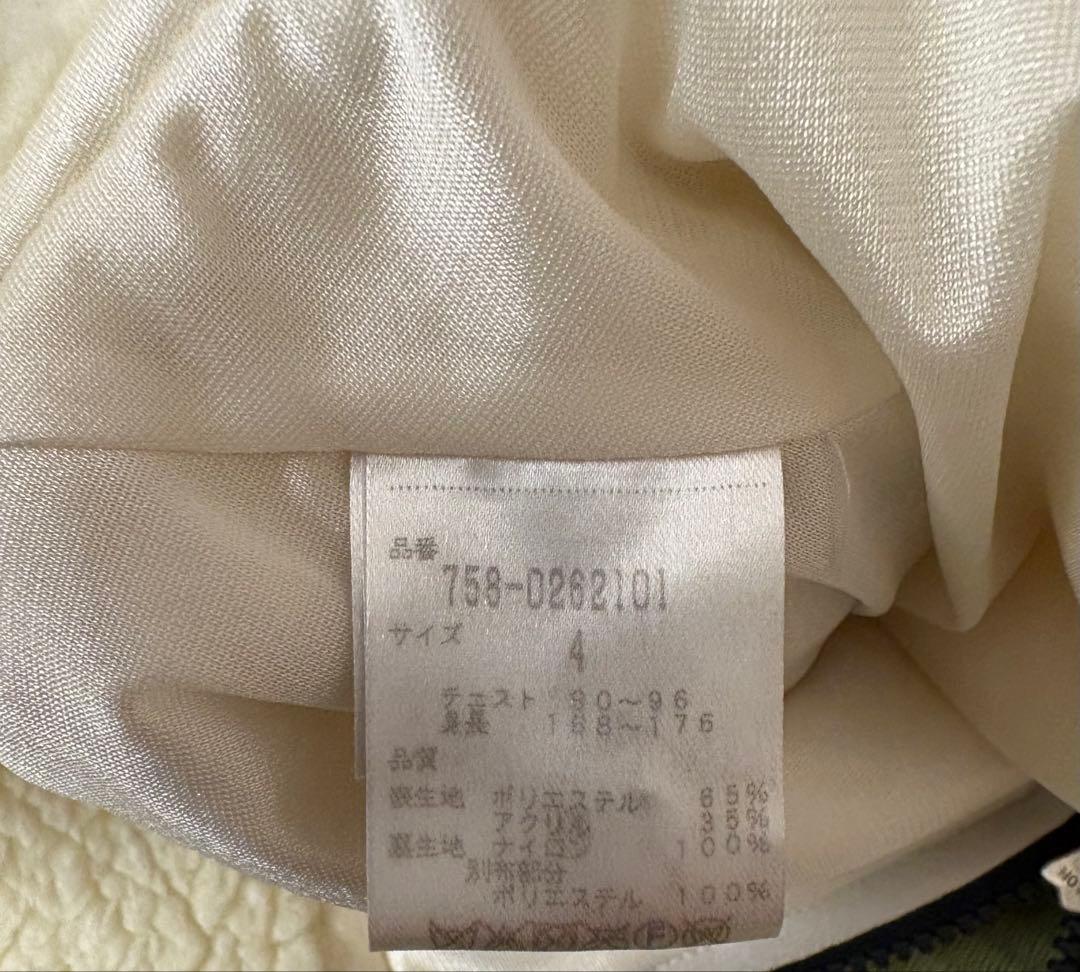 品番
758-0262101
サイズ
4
チェスト 90~96
身長 168~176
品質
表生地 ポリエステル 65%
アクリル 35%
裏生地 ナイロン 100%
別布部分
ポリエステル 100%